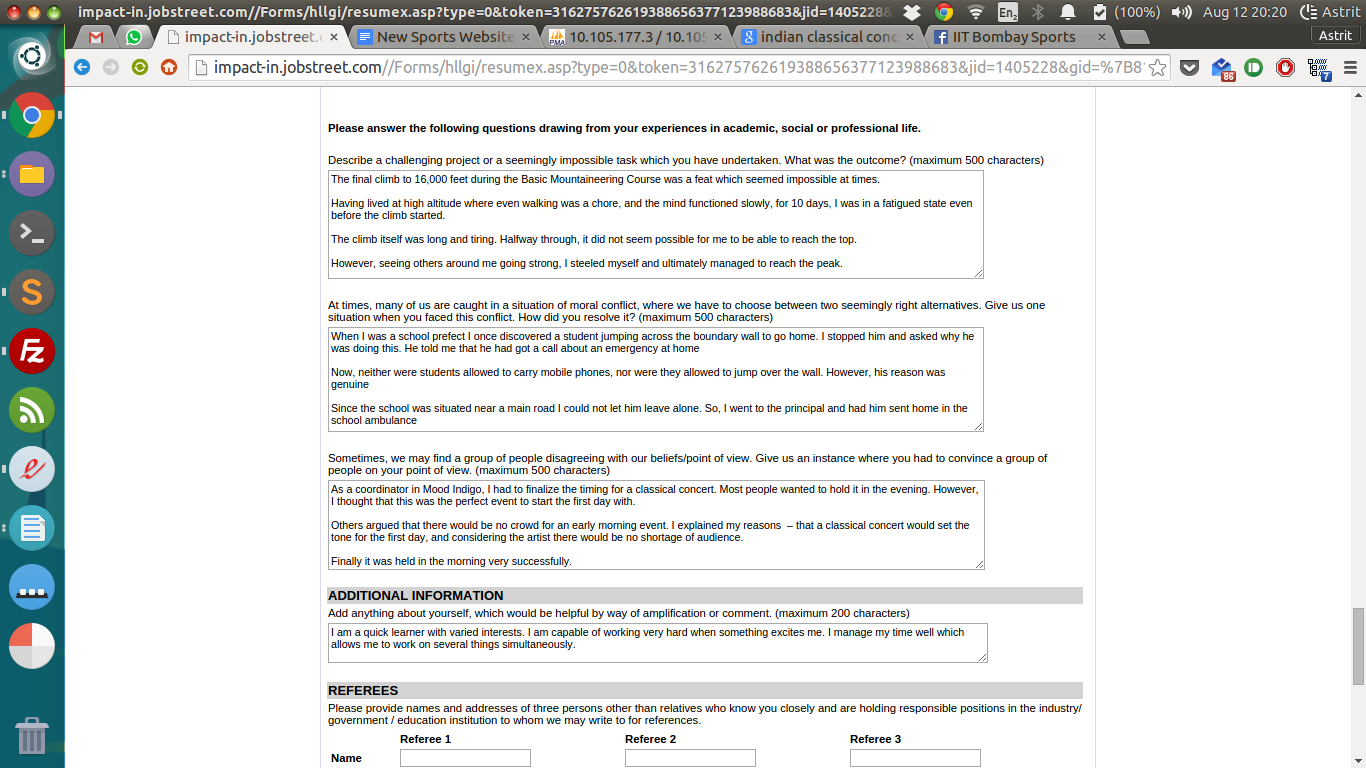 impact-in.jobstreet.com//Forms/hllgi/resumex.asp?type=0&token=3162757626193886563771239886​83&jid=1405228&
En2
(100%)
Aug 12 20:20
Astrit
impact-in.jobstreet.
New Sports Website
10.105.177.3 / 10.105
indian classical conc
IIT Bombay Sports
Astrit
impact-in.jobstreet.com//Forms/hllgi/resumex.asp?type=0&token=316275762619388656377123988683&jid=1405228&gid=%7B8
86
7
Please answer the following questions drawing from your experiences in academic, social or professional life.
Describe a challenging project or a seemingly impossible task which you have undertaken. What was the outcome? (maximum 500 characters)
The final climb to 16,000 feet during the Basic Mountaineering Course was a feat which seemed impossible at times.
Having lived at high altitude where even walking was a chore, and the mind functioned slowly, for 10 days, I was in a fatigued state even
before the climb started.
The climb itself was long and tiring. Halfway through, it did not seem possible for me to be able to reach the top.
However, seeing others around me going strong, I steeled myself and ultimately managed to reach the peak.
At times, many of us are caught in a situation of moral conflict, where we have to choose between two seemingly right alternatives. Give us one
situation when you faced this conflict. How did you resolve it? (maximum 500 characters)
When I was a school prefect I once discovered a student jumping across the boundary wall to go home. I stopped him and asked why he
was doing this. He told me that he had got a call about an emergency at home
Now, neither were students allowed to carry mobile phones, nor were they allowed to jump over the wall. However, his reason was
genuine
Since the school was situated near a main road I could not let him leave alone. So, I went to the principal and had him sent home in the
school ambulance
Sometimes, we may find a group of people disagreeing with our beliefs/point of view. Give us an instance where you had to convince a group of
people on your point of view. (maximum 500 characters)
As a coordinator in Mood Indigo, I had to finalize the timing for a classical concert. Most people wanted to hold it in the evening. However,
I thought that this was the perfect event to start the first day with.
Others argued that there would be no crowd for an early morning event. I explained my reasons – that a classical concert would set the
tone for the first day, and considering the artist there would be no shortage of audience.
Finally it was held in the morning very successfully.
ADDITIONAL INFORMATION
Add anything about yourself, which would be helpful by way of amplification or comment. (maximum 200 characters)
I am a quick learner with varied interests. I am capable of working very hard when something excites me. I manage my time well which
allows me to work on several things simultaneously.
REFEREES
Please provide names and addresses of three persons other than relatives who know you closely and are holding responsible positions in the industry/
government / education institution to whom we may write to for references.
Referee 1 Referee 2 Referee 3
Name